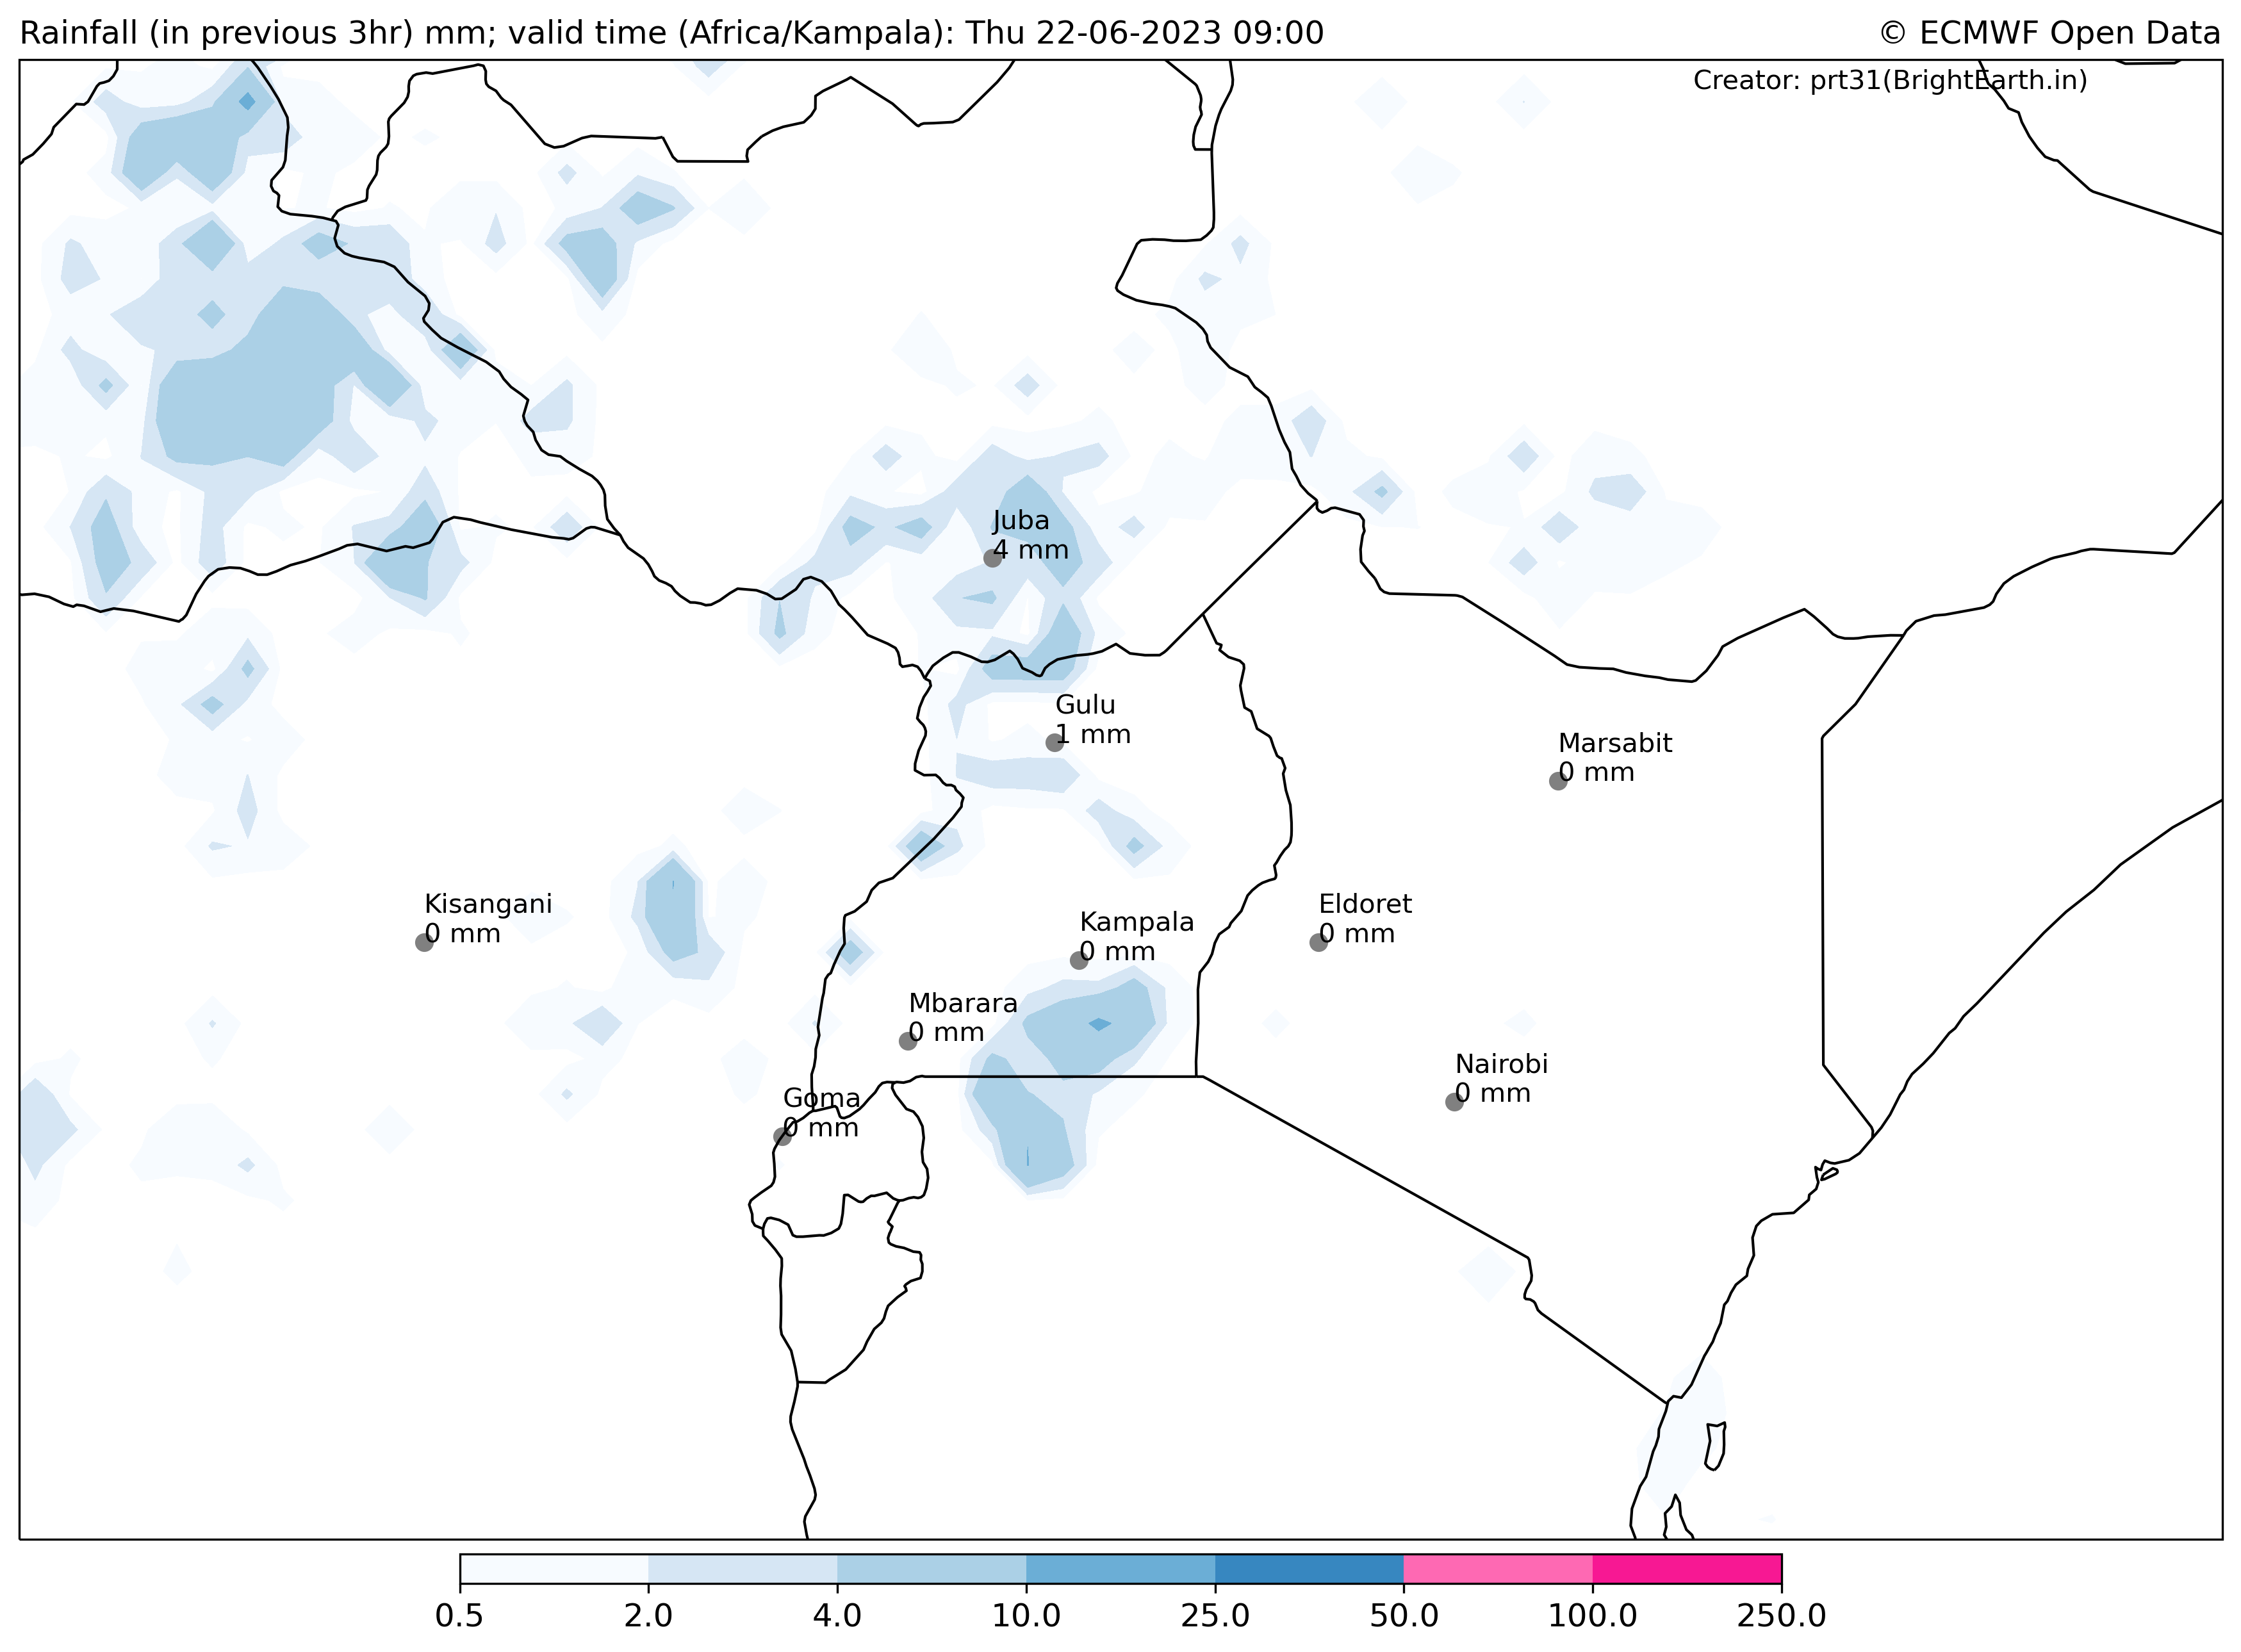 Rainfall (in previous 3hr) mm; valid time (Africa/Kampala): Thu 22-06-2023 09:00
© ECMWF Open Data
Creator: prt31(BrightEarth.in)
Juba
4 mm
Gulu
1 mm
Marsabit
0 mm
Kisangani
0 mm
Kampala
0 mm
Eldoret
0 mm
Mbarara
0 mm
Nairobi
0 mm
Goma
0 mm
0.5 2.0 4.0 10.0 25.0 50.0 100.0 250.0